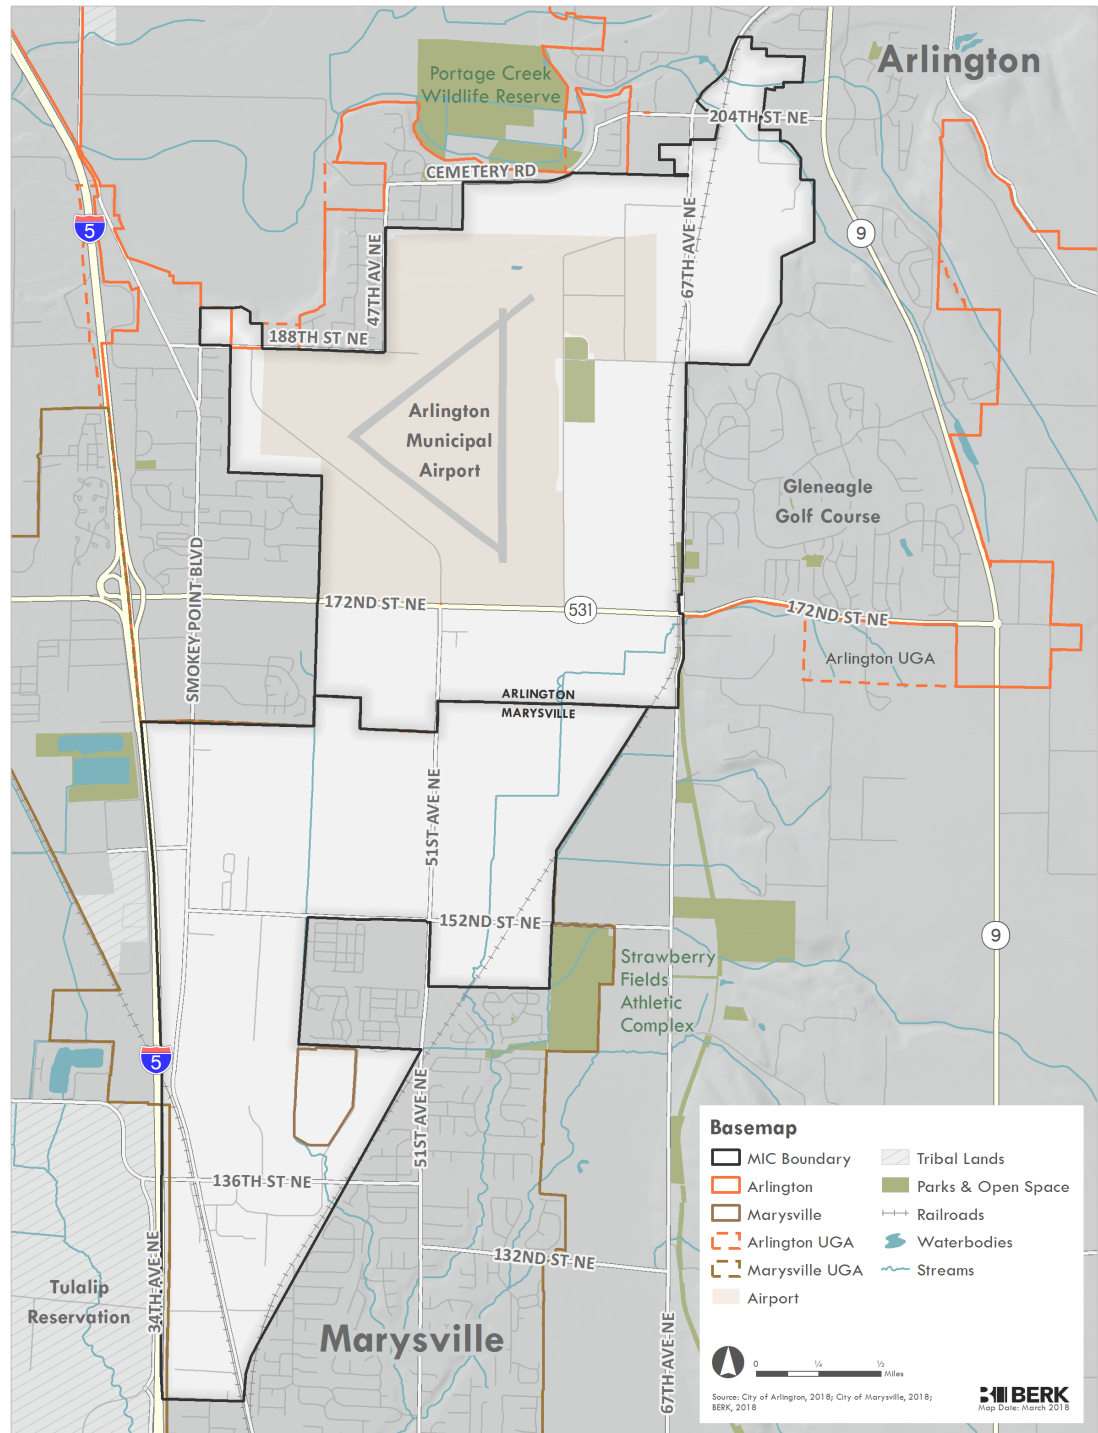 Arlington
Portage Creek
Wildlife Reserve
204TH ST NE
CEMETERY RD
5
9
47TH AV NE
67TH AVE NE
188TH ST NE
Arlington
Municipal
Airport
Gleneagle
Golf Course
SMOKEY POINT BLVD
172ND ST NE
531
172ND ST NE
Arlington UGA
ARLINGTON
MARYSVILLE
51ST AVE NE
152ND ST NE
9
Strawberry
Fields
Athletic
Complex
5
51ST AVE NE
136TH ST NE
34TH AVE NE
132ND ST NE
Tulalip
Reservation
Marysville
67TH AVE NE
Basemap
MIC Boundary
Arlington
Marysville
Arlington UGA
Marysville UGA
Airport
Tribal Lands
Parks & Open Space
Railroads
Waterbodies
Streams
0 ¼ ½
Miles
Source: City of Arlington, 2018; City of Marysville, 2018;
BERK, 2018
BERK
Map Date: March 2018